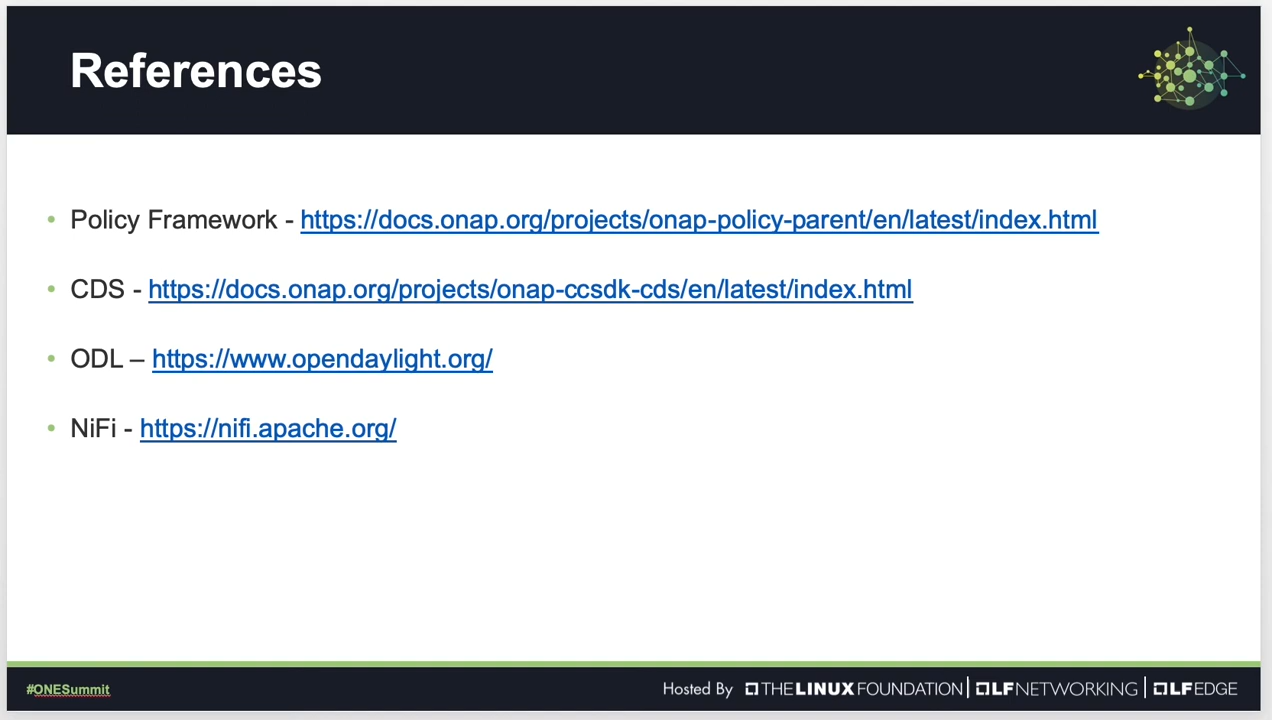 References
• Policy Framework - https://docs.onap.org/projects/onap-policy-parent/en/latest/index.html
• CDS - https://docs.onap.org/projects/onap-ccsdk-cds/en/latest/index.html
• ODL – https://www.opendaylight.org/
• NiFi - https://nifi.apache.org/
#ONESummit
Hosted By THE LINUX FOUNDATION | LFNETWORKING | LFEDGE